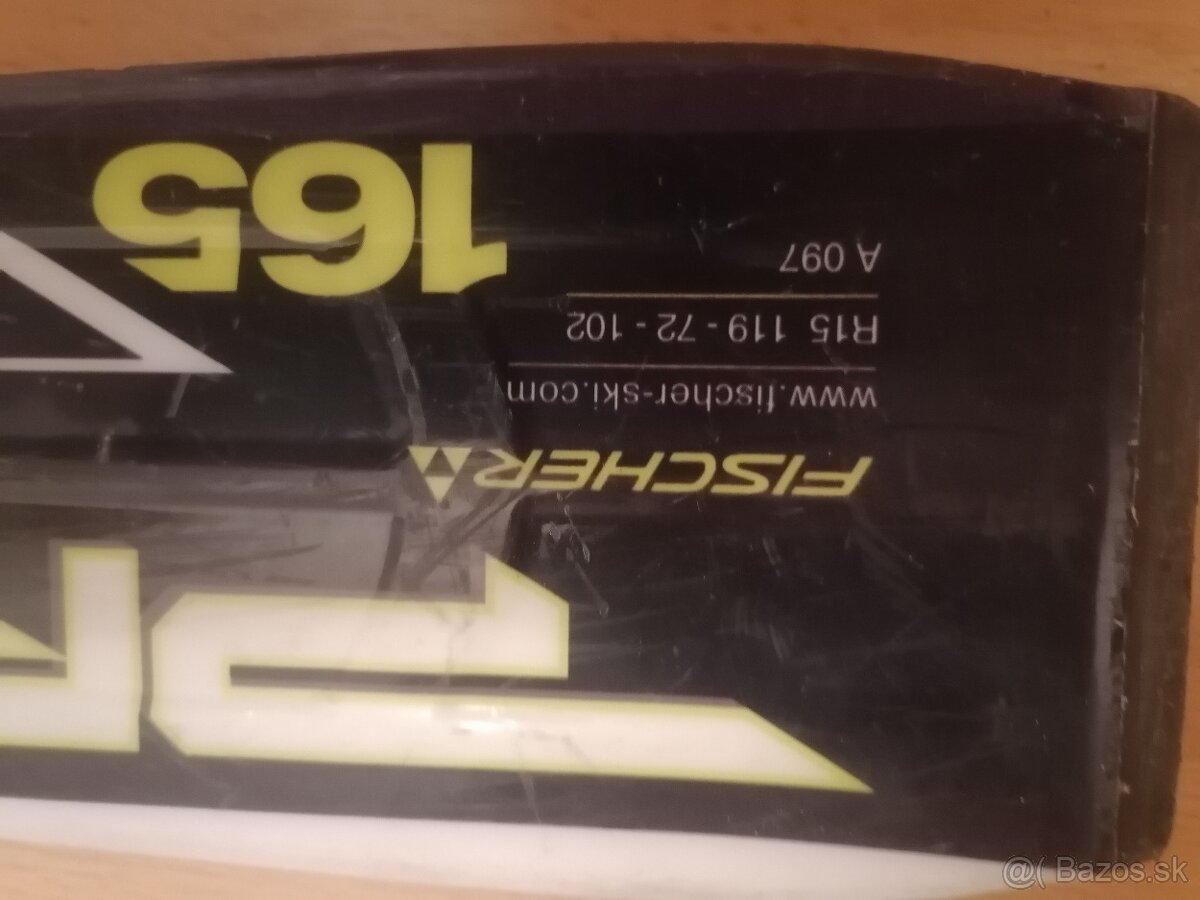 FISCHER
www.fischer-ski.com
R15 119 - 72 - 102
A 097
165
@( Bazos.sk